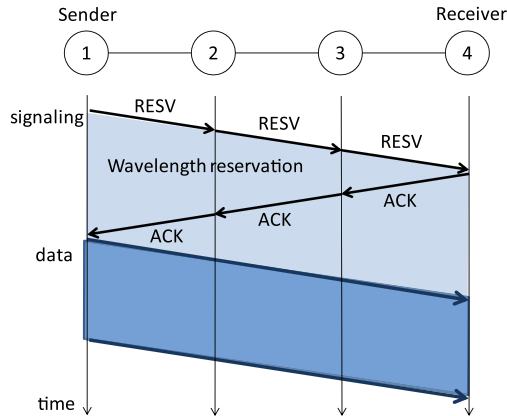 Sender
Receiver
1
2
3
4
signaling
RESV
RESV
RESV
Wavelength reservation
ACK
ACK
ACK
data
time